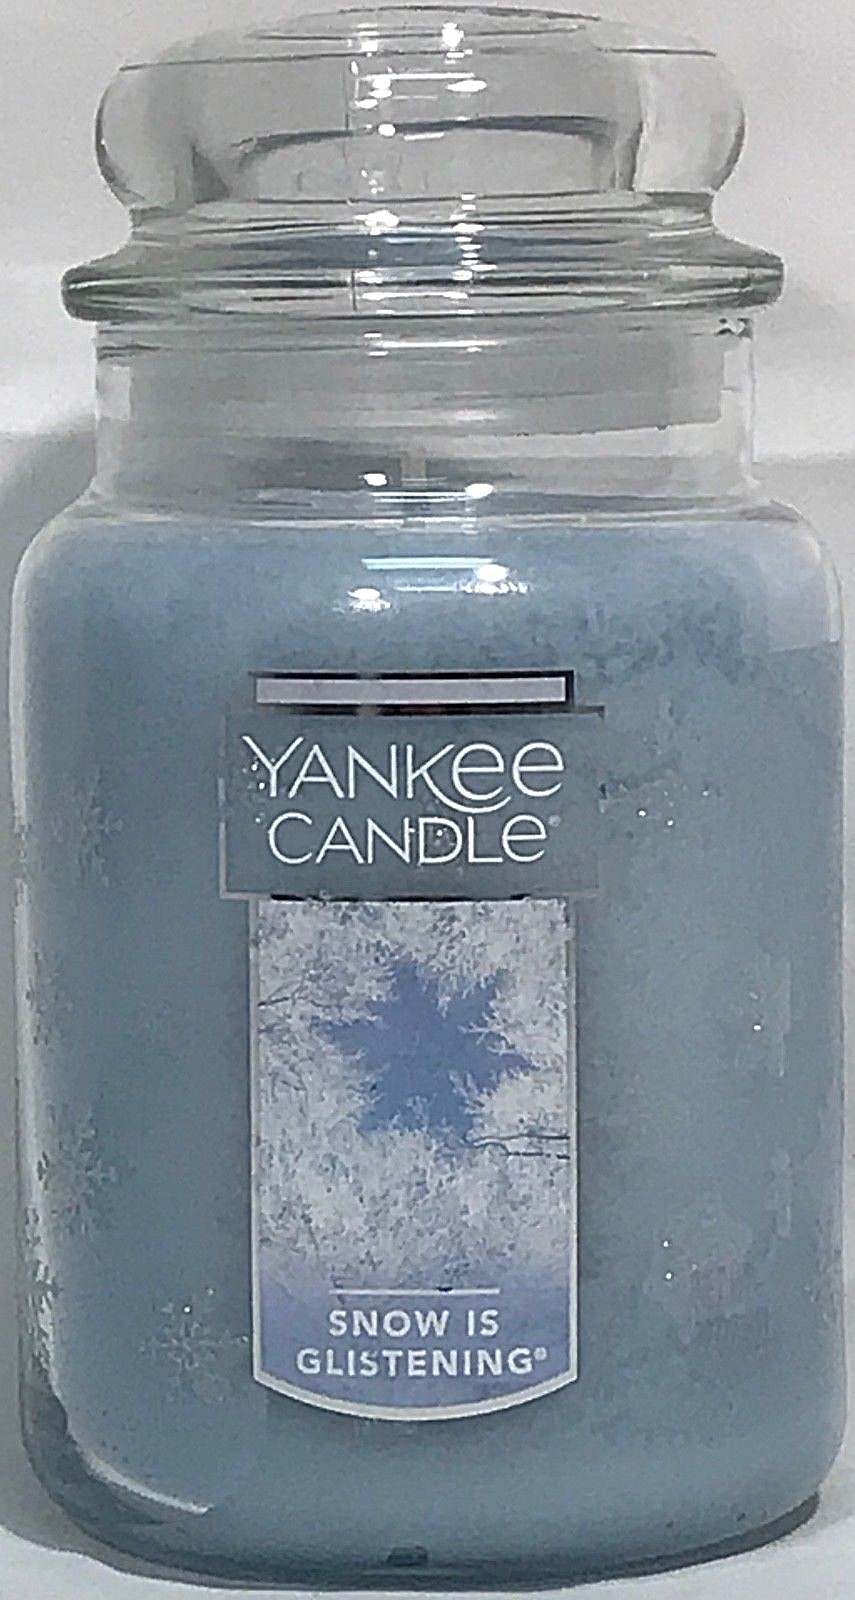 YANKEE
CANDLE®
SNOW IS
GLISTENING®